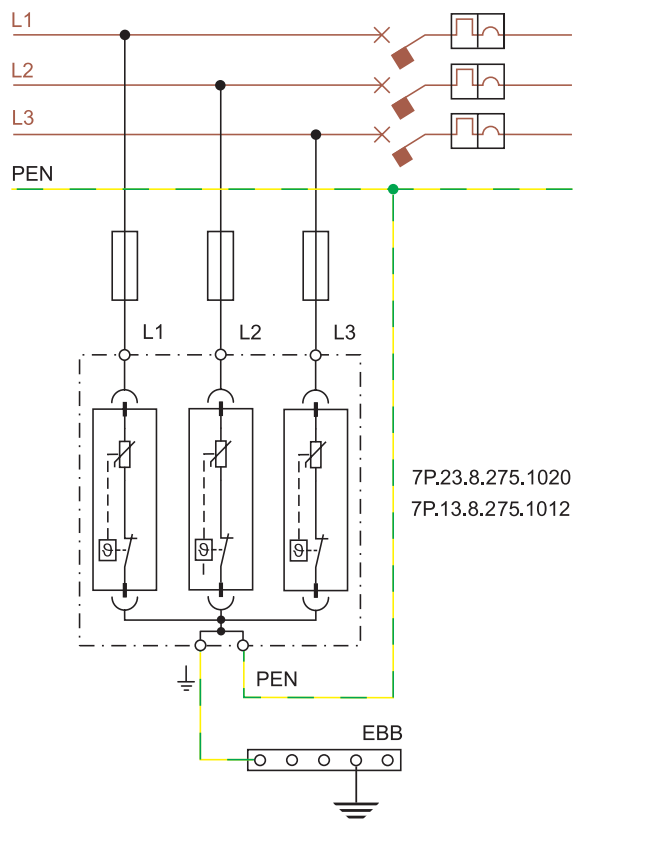 L1
L2
L3
PEN
L1
L2
L3
7P.23.8.275.1020
7P.13.8.275.1012
ϑ
ϑ
ϑ
PEN
EBB